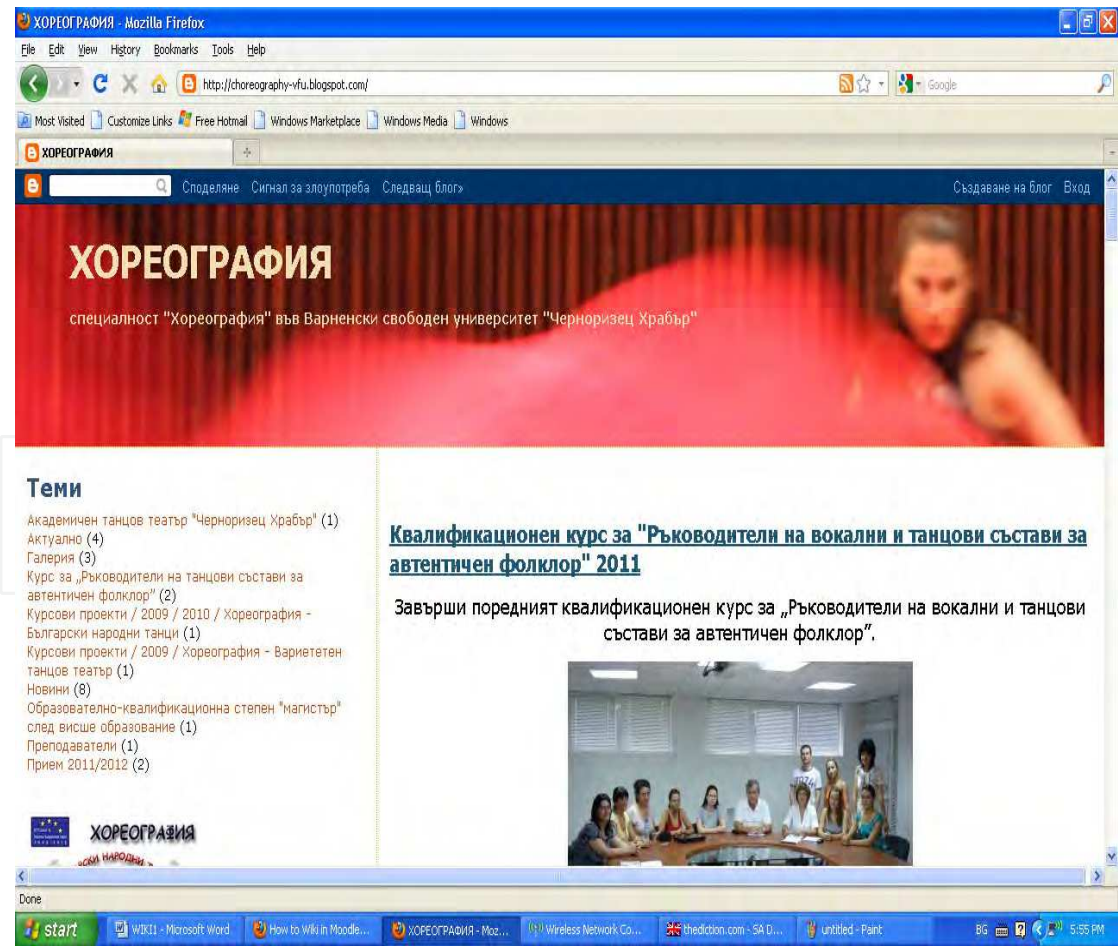 ХОРЕОГРАФИЯ - Mozilla Firefox
File Edit View History Bookmarks Tools Help
http://choreography-vfu.blogspot.com/
Google
Most Visited Customize Links Free Hotmail Windows Marketplace Windows Media Windows
ХОРЕОГРАФИЯ
Споделяне Сигнал за злоупотреба Следващ блог»
Създаване на блог Вход
ХОРЕОГРАФИЯ
специалност "Хореография" във Варненски свободен университет "Черноризец Храбър"
Теми
Академичен танцов театър "Черноризец Храбър" (1)
Актуално (4)
Галерия (3)
Курс за „Ръководители на танцови състави за
автентичен фолклор" (2)
Курсови проекти / 2009 / 2010 / Хореография -
Български народни танци (1)
Курсови проекти / 2009 / Хореография - Вариететен
танцов театър (1)
Новини (8)
Образователно-квалификационна степен "магистър"
след висше образование (1)
Преподаватели (1)
Прием 2011/2012 (2)
ХОРЕОГРАФИЯ
НАРОДНИ
Квалификационен курс за "Ръководители на вокални и танцови състави за
автентичен фолклор" 2011
Завърши поредният квалификационен курс за „Ръководители на вокални и танцови
състави за автентичен фолклор".
Done
start WIKI1 - Microsoft Word How to Wiki in Moodle... ХОРЕОГРАФИЯ - Moz... Wireless Network Co... thediction.com - SA D... untitled - Paint BG 5:55 PM